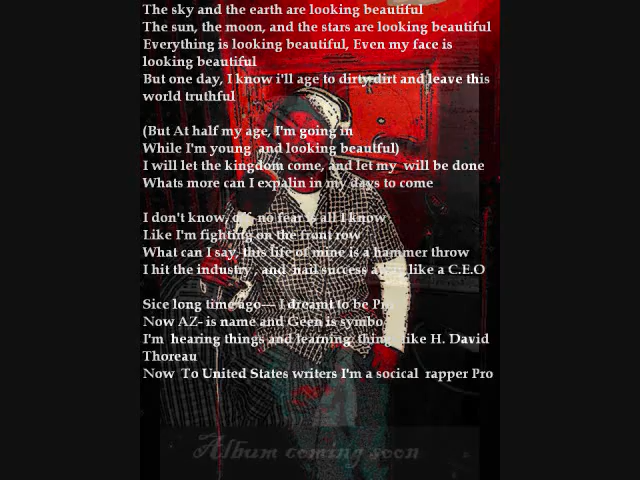 The sky and the earth are looking beautiful
The sun, the moon, and the stars are looking beautiful
Everything is looking beautiful, Even my face is
looking beautiful
But one day, I know i'll age to dirty dirt and leave this
world truthful
(But At half my age, I'm going in
While I'm young and looking beautful)
I will let the kingdom come, and let my will be done
Whats more can I expalin in my days to come
I don't know, no fear is all I know
Like I'm fighting on the front row
What can I say, this life of mine is a hammer throw
I hit the industry , and hail success away like a C.E.O
Sice long time ago--- I dreamt to be Pro
Now AZ- is name and Geen is symbo
I'm hearing things and learning things like H. David
Thoreau
Now To United States writers I'm a socical rapper Pro
Album coming soon